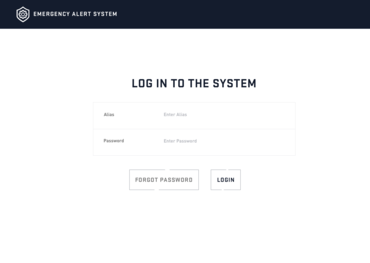 EMERGENCY ALERT SYSTEM
LOG IN TO THE SYSTEM
Alias Enter Alias
Password Enter Password
FORGOT PASSWORD LOGIN